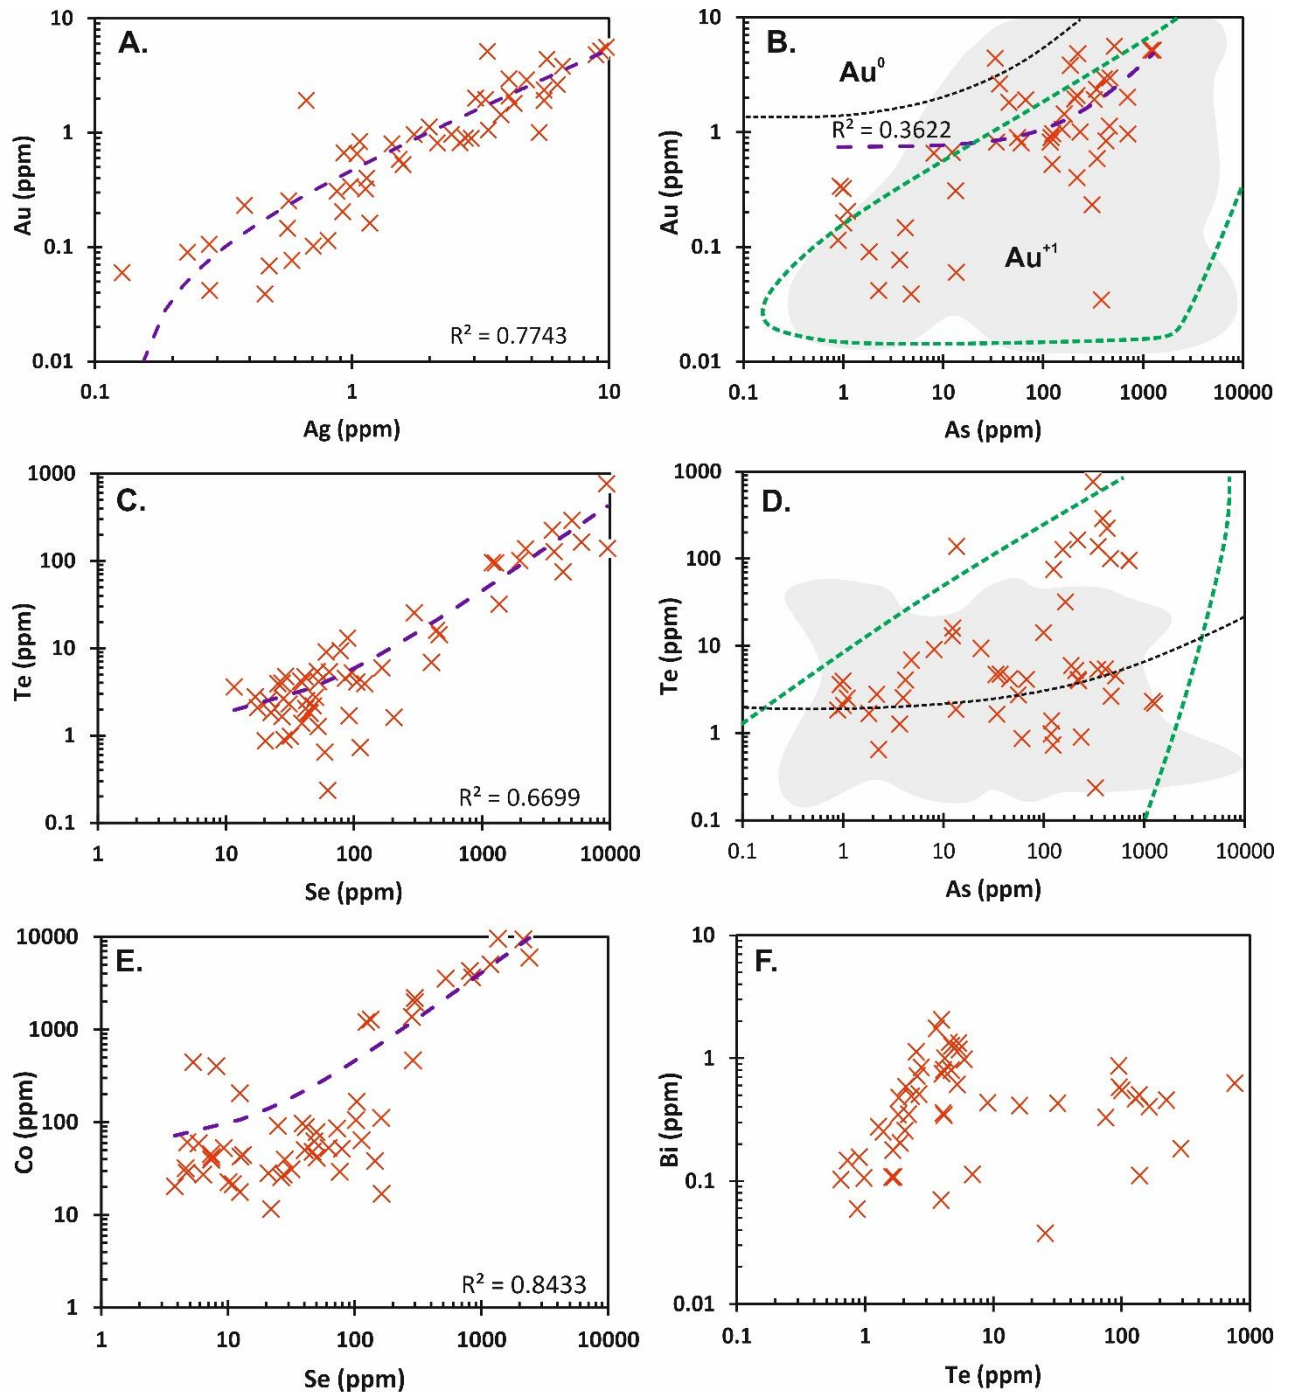 A.
10
1
0.1
0.01
Au (ppm)
R² = 0.7743
0.1
1
10
Ag (ppm)
B.
10
1
0.1
0.01
Au (ppm)
Au⁰
R² = 0.3622
Au⁺¹
0.1
1
10
100
1000
10000
As (ppm)
C.
1000
100
10
1
0.1
Te (ppm)
R² = 0.6699
1
10
100
1000
10000
Se (ppm)
D.
1000
100
10
1
0.1
Te (ppm)
0.1
1
10
100
1000
10000
As (ppm)
E.
10000
1000
100
10
1
Co (ppm)
R² = 0.8433
1
10
100
1000
10000
Se (ppm)
F.
10
1
0.1
0.01
Bi (ppm)
0.1
1
10
100
1000
Te (ppm)